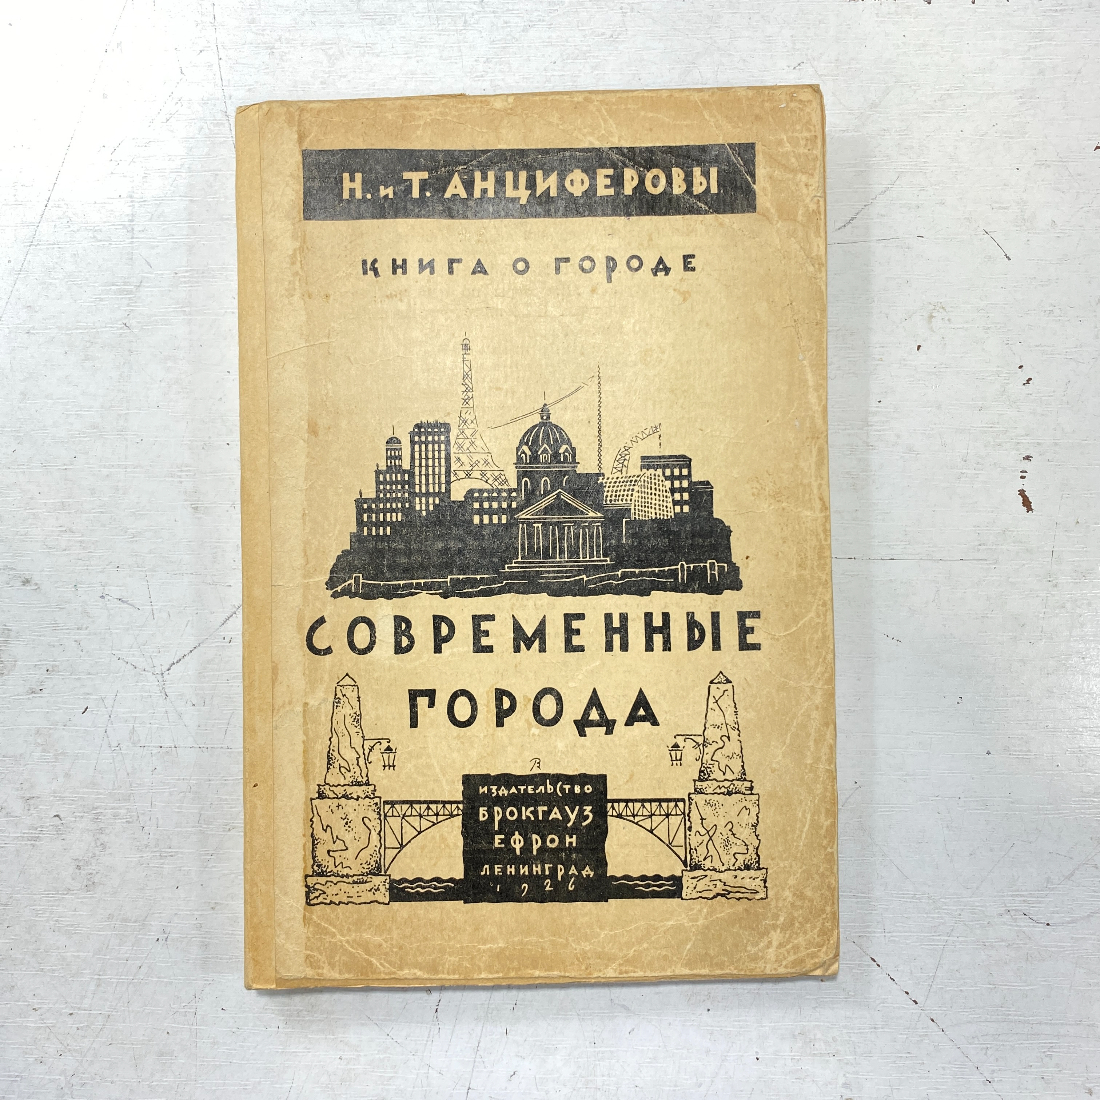 Н. и Т. АНЦИФЕРОВЫ
КНИГА О ГОРОДЕ
СОВРЕМЕННЫЕ
ГОРОДА
ИЗДАТЕЛЬСТВО
БРОКГАУЗ
ЕФРОН
ЛЕНИНГРАД
1926